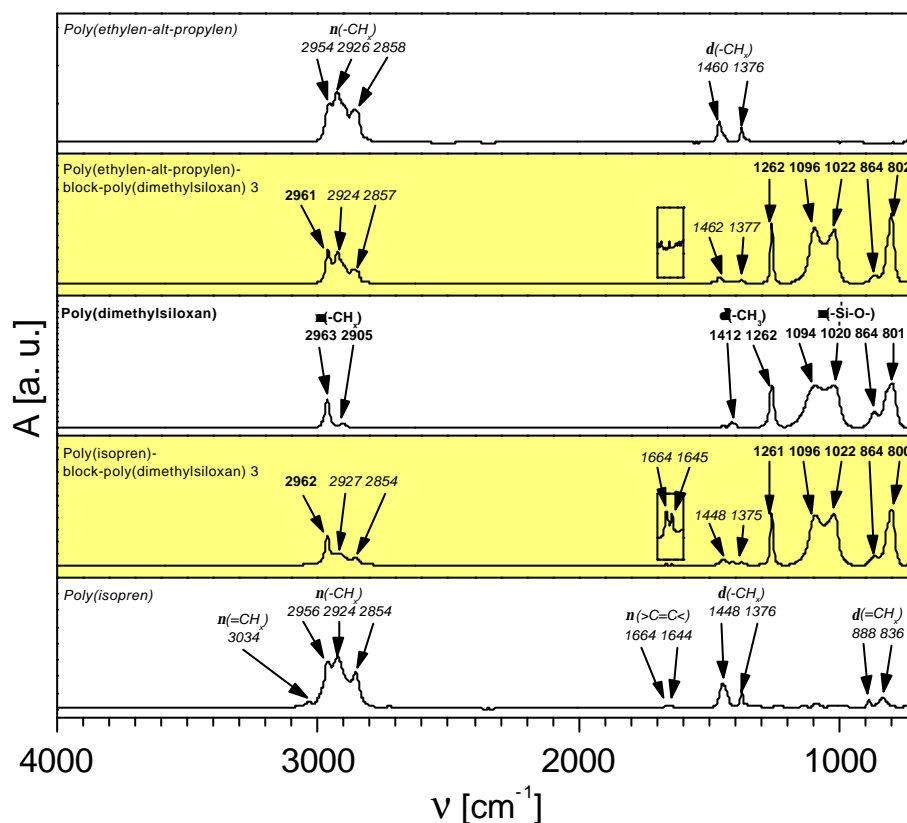 Poly(ethylen-alt-propylen)
n(-CHx)
2954 2926 2858
d(-CHx)
1460 1376
Poly(ethylen-alt-propylen)-
block-poly(dimethylsiloxan) 3
2961 2924 2857
1462 1377
1262 1096 1022 864 802
Poly(dimethylsiloxan)
(-CHx)
2963 2905
(-CH3)
(-Si-O-)
1412 1262 1094 1020 864 801
Poly(isopren)-
block-poly(dimethylsiloxan) 3
2962 2927 2854
1664 1645
1448 1375
1261 1096 1022 864 800
Poly(isopren)
n(=CHx)
3034
n(-CHx)
2956 2924 2854
n(>C=C<)
1664 1644
d(-CHx)
1448 1376
d(=CHx)
888 836
A [a. u.]
4000 3000 2000 1000
ν [cm-1]